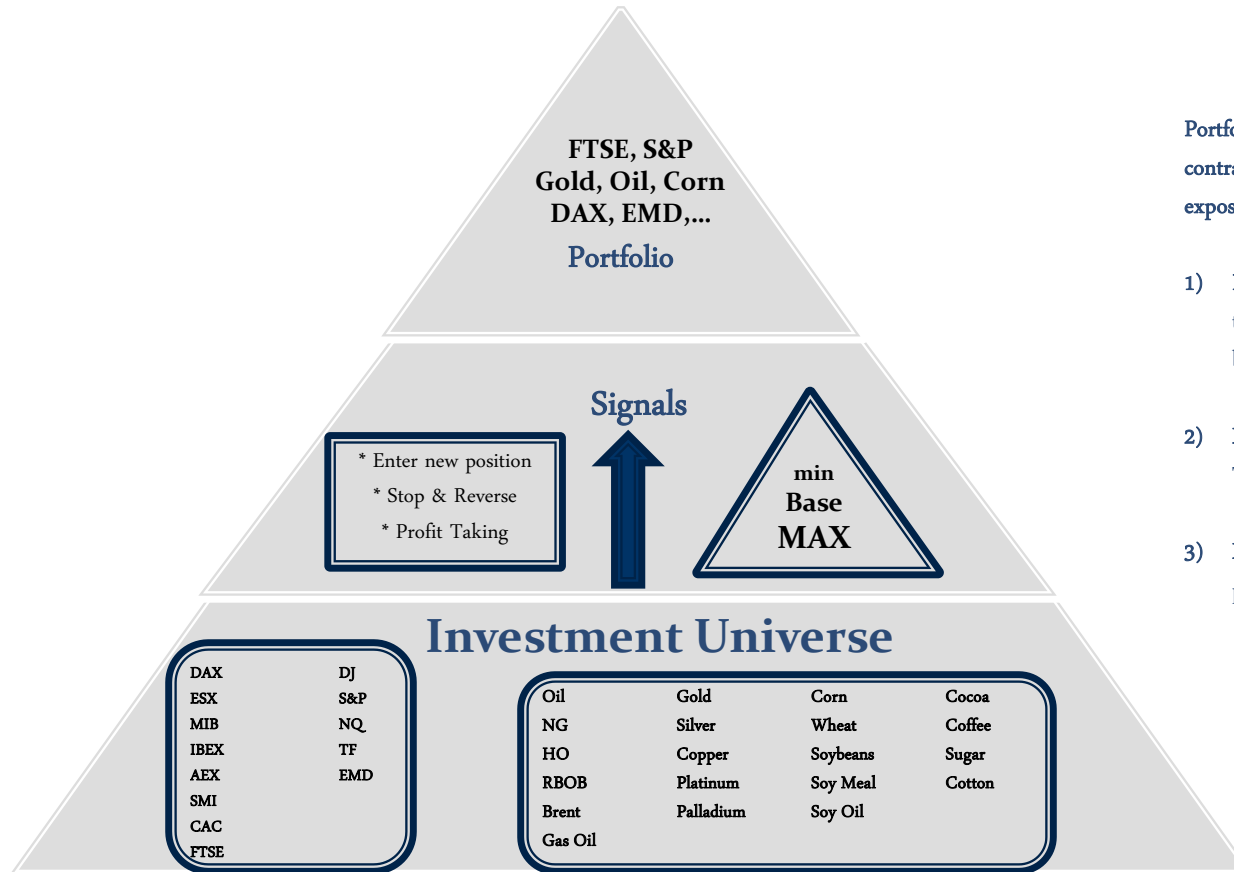 FTSE, S&P
Gold, Oil, Corn
DAX, EMD,...
Portfolio
Signals
* Enter new position
* Stop & Reverse
* Profit Taking
min
Base
MAX
Investment Universe
DAX DJ
ESX S&P
MIB NQ
IBEX TF
AEX EMD
SMI
CAC
FTSE
Oil Gold Corn Cocoa
NG Silver Wheat Coffee
HO Copper Soybeans Sugar
RBOB Platinum Soy Meal Cotton
Brent Palladium Soy Oil
Gas Oil
Portfo
contra
expos
1)
2)
3)